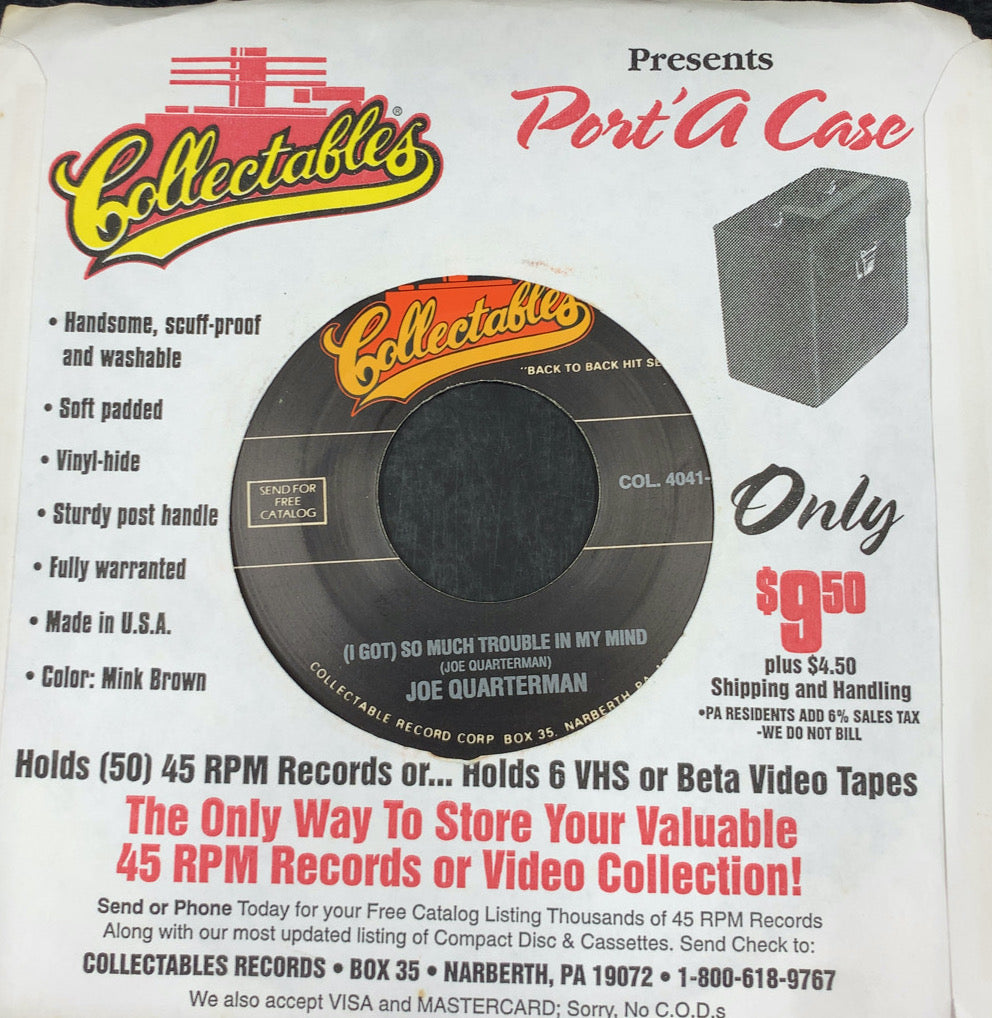 Collectables®
Presents
Port'A Case
• Handsome, scuff-proof
and washable
• Soft padded
• Vinyl-hide
• Sturdy post handle
• Fully warranted
• Made in U.S.A.
• Color: Mink Brown
Collectables
"BACK TO BACK HIT
COL. 4041-
SEND FOR
FREE
CATALOG
(I GOT) SO MUCH TROUBLE IN MY MIND
(JOE QUARTERMAN)
JOE QUARTERMAN
COLLECTABLE RECORD CORP BOX 35, NARBERTH, PA
Only
$9.50
plus $4.50
Shipping and Handling
•PA RESIDENTS ADD 6% SALES TAX
-WE DO NOT BILL
Holds (50) 45 RPM Records or... Holds 6 VHS or Beta Video Tapes
The Only Way To Store Your Valuable
45 RPM Records or Video Collection!
Send or Phone Today for your Free Catalog Listing Thousands of 45 RPM Records
Along with our most updated listing of Compact Disc & Cassettes. Send Check to:
COLLECTABLES RECORDS • BOX 35 • NARBERTH, PA 19072 • 1-800-618-9767
We also accept VISA and MASTERCARD; Sorry, No C.O.D.s